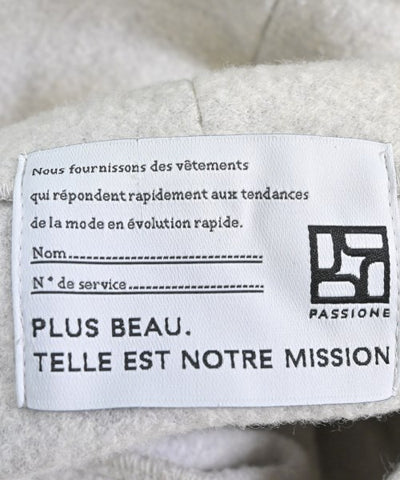 Nous fournissons des vêtements
qui répondent rapidement aux tendances
de la mode en évolution rapide.
Nom........................................
N° de service.............................
PASSIONE
PLUS BEAU.
TELLE EST NOTRE MISSION